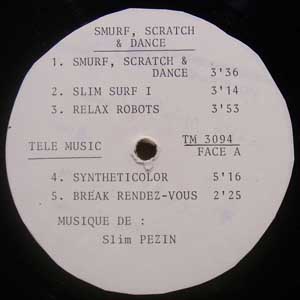 SMURF, SCRATCH
& DANCE
1. SMURF, SCRATCH &
DANCE 3'36
2. SLIM SURF I 3'14
3. RELAX ROBOTS 3'53
TELE MUSIC TM 3094
FACE A
4. SYNTHETICOLOR 5'16
5. BREAK RENDEZ-VOUS 2'25
MUSIQUE DE :
Slim PEZIN